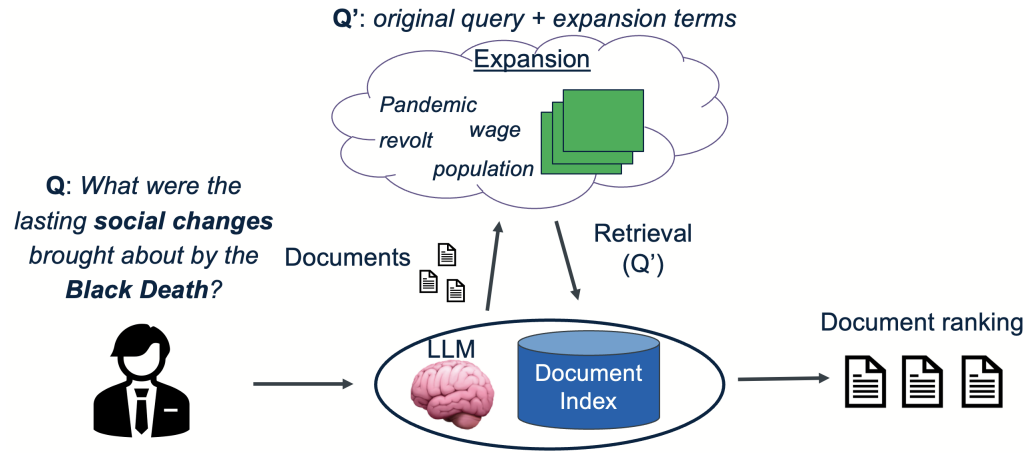 Q’: original query + expansion terms
Expansion
Pandemic
revolt
wage
population
Q: What were the
lasting social changes
brought about by the
Black Death?
Documents
Retrieval
(Q’)
LLM
Document
Index
Document ranking